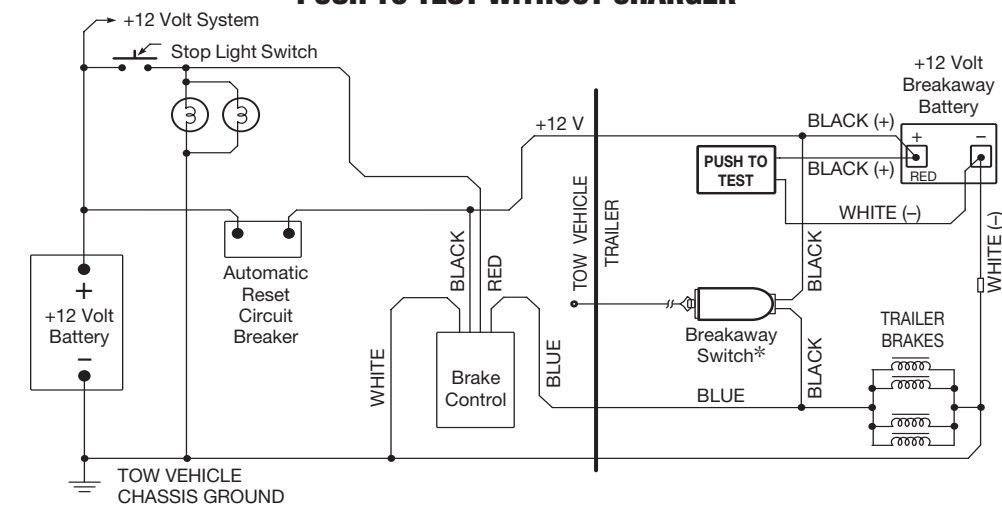 PUSH TO TEST WITHOUT CHARGER
+12 Volt System
Stop Light Switch
+12 Volt
Breakaway
Battery
+12 V
BLACK (+)
+
–
PUSH TO
TEST
BLACK (+)
RED
WHITE (–)
TOW VEHICLE
TRAILER
BLACK
RED
BLACK
WHITE (–)
+
+12 Volt
Battery
–
Automatic
Reset
Circuit
Breaker
Breakaway
Switch*
TRAILER
BRAKES
WHITE
Brake
Control
BLUE
BLUE
BLACK
TOW VEHICLE
CHASSIS GROUND